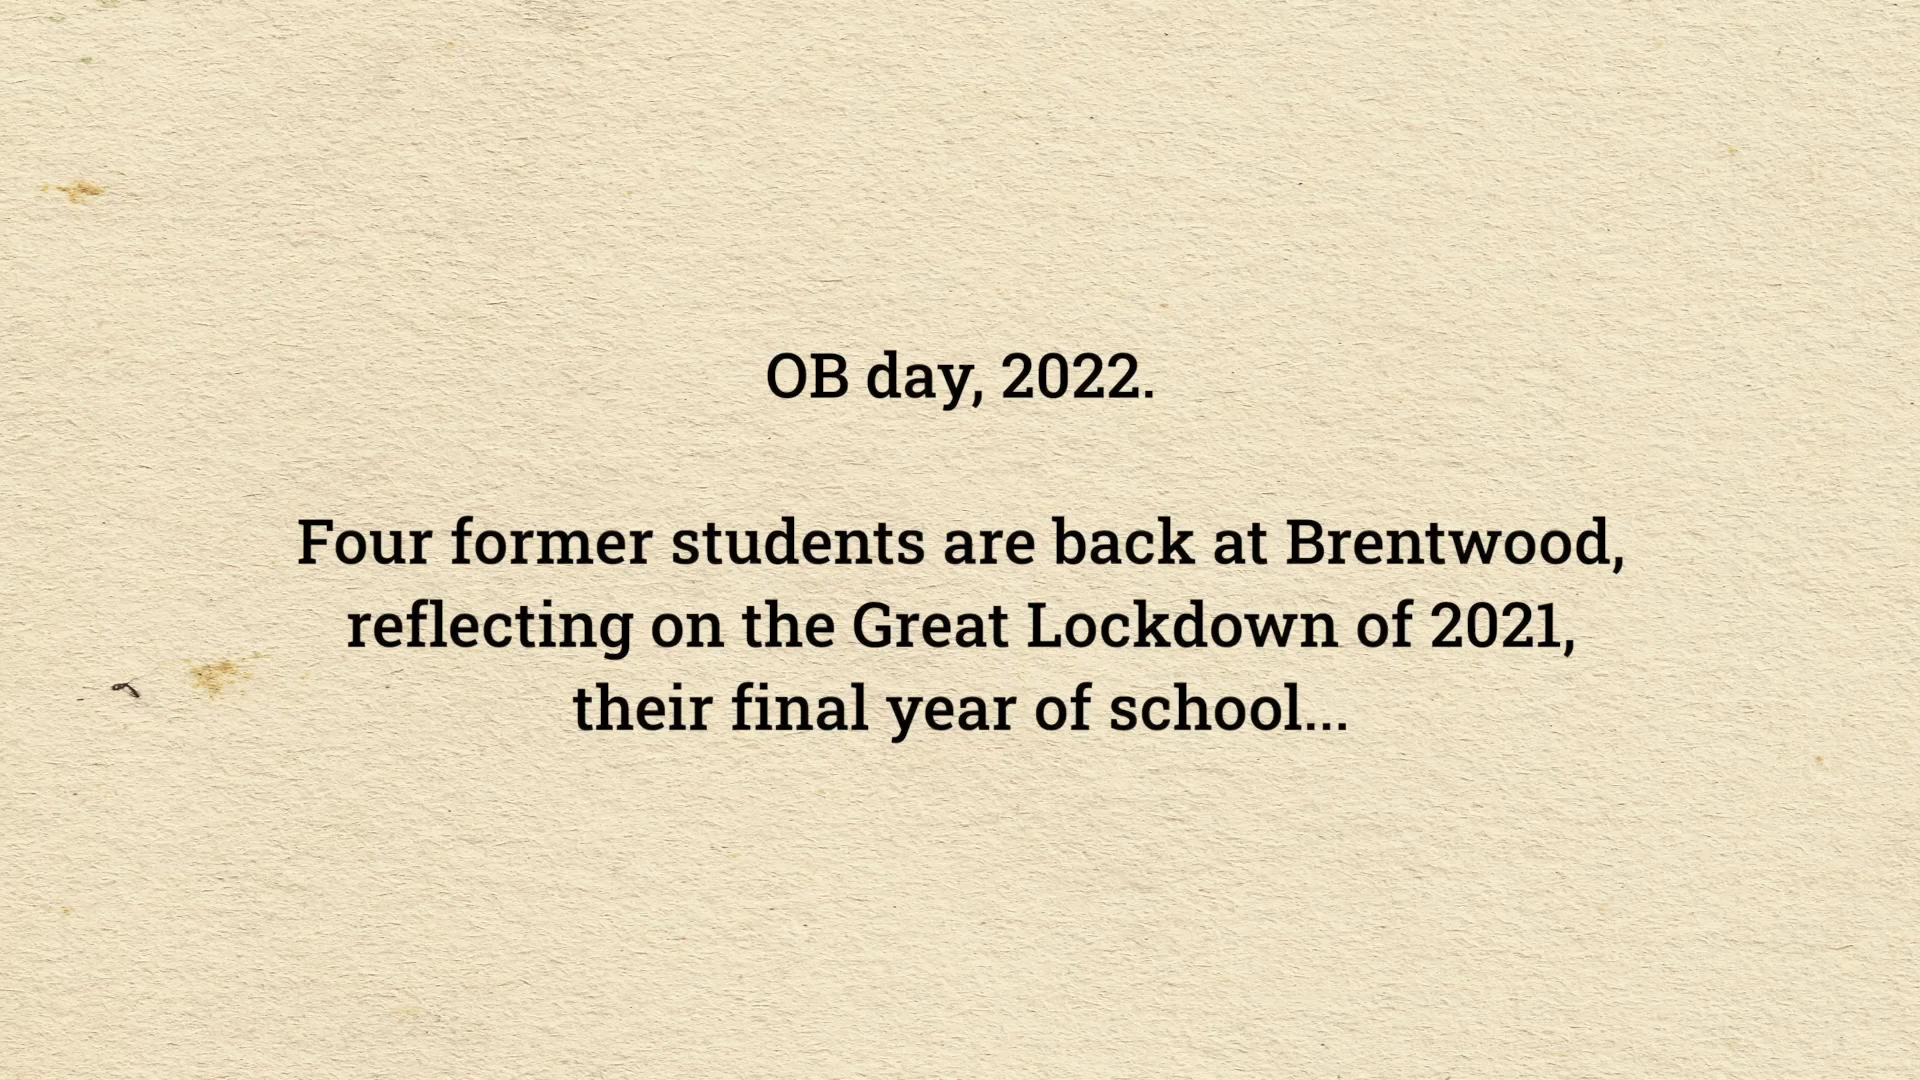 OB day, 2022.
Four former students are back at Brentwood,
reflecting on the Great Lockdown of 2021,
their final year of school...